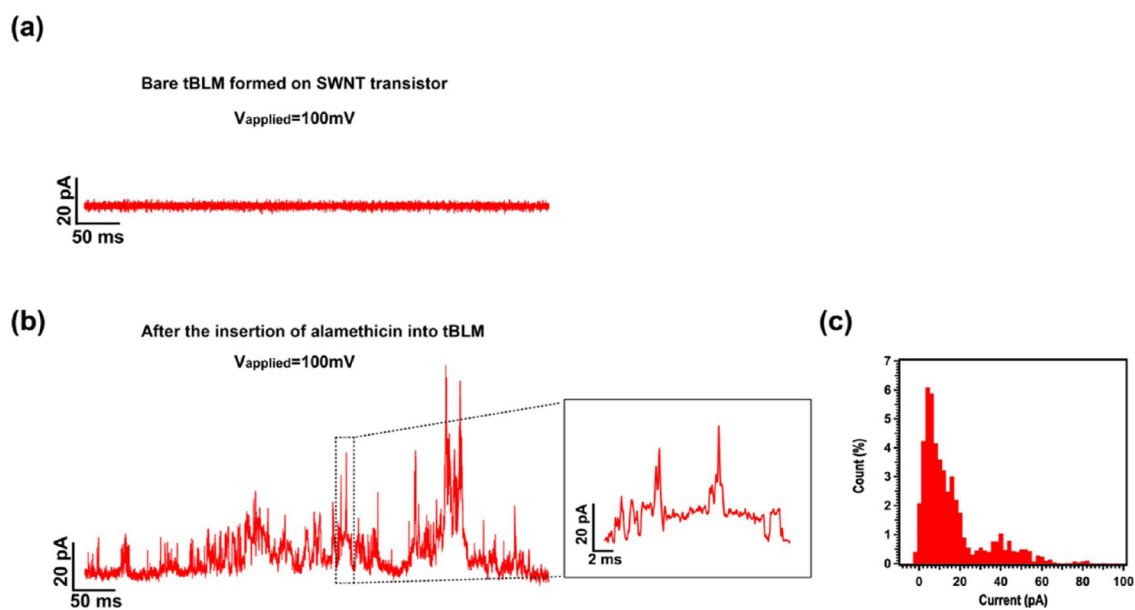 (a)
Bare tBLM formed on SWNT transistor
Vapplied=100mV
20 pA
50 ms
(b)
After the insertion of alamethicin into tBLM
Vapplied=100mV
20 pA
50 ms
20 pA
2 ms
(c)
7
6
5
4
3
2
1
0
Count (%)
0 20 40 60 80 100
Current (pA)